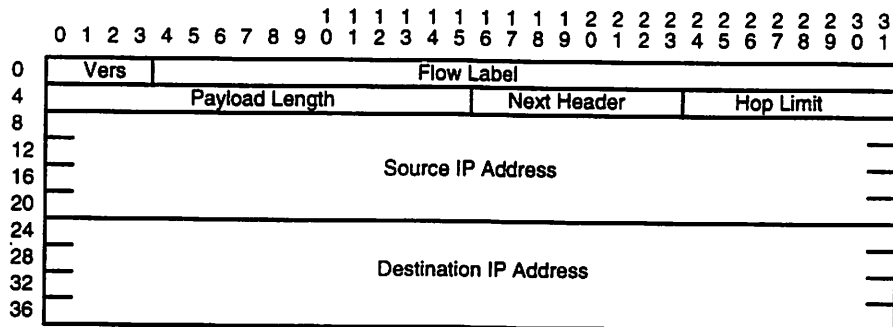 1 1 1 1 1 1 1 1 1 1 2 2 2 2 2 2 2 2 2 2 3 3
0 1 2 3 4 5 6 7 8 9 0 1 2 3 4 5 6 7 8 9 0 1 2 3 4 5 6 7 8 9 0 1
0 Vers Flow Label
4 Payload Length Next Header Hop Limit
8
12
16 Source IP Address
20
24
28 Destination IP Address
32
36